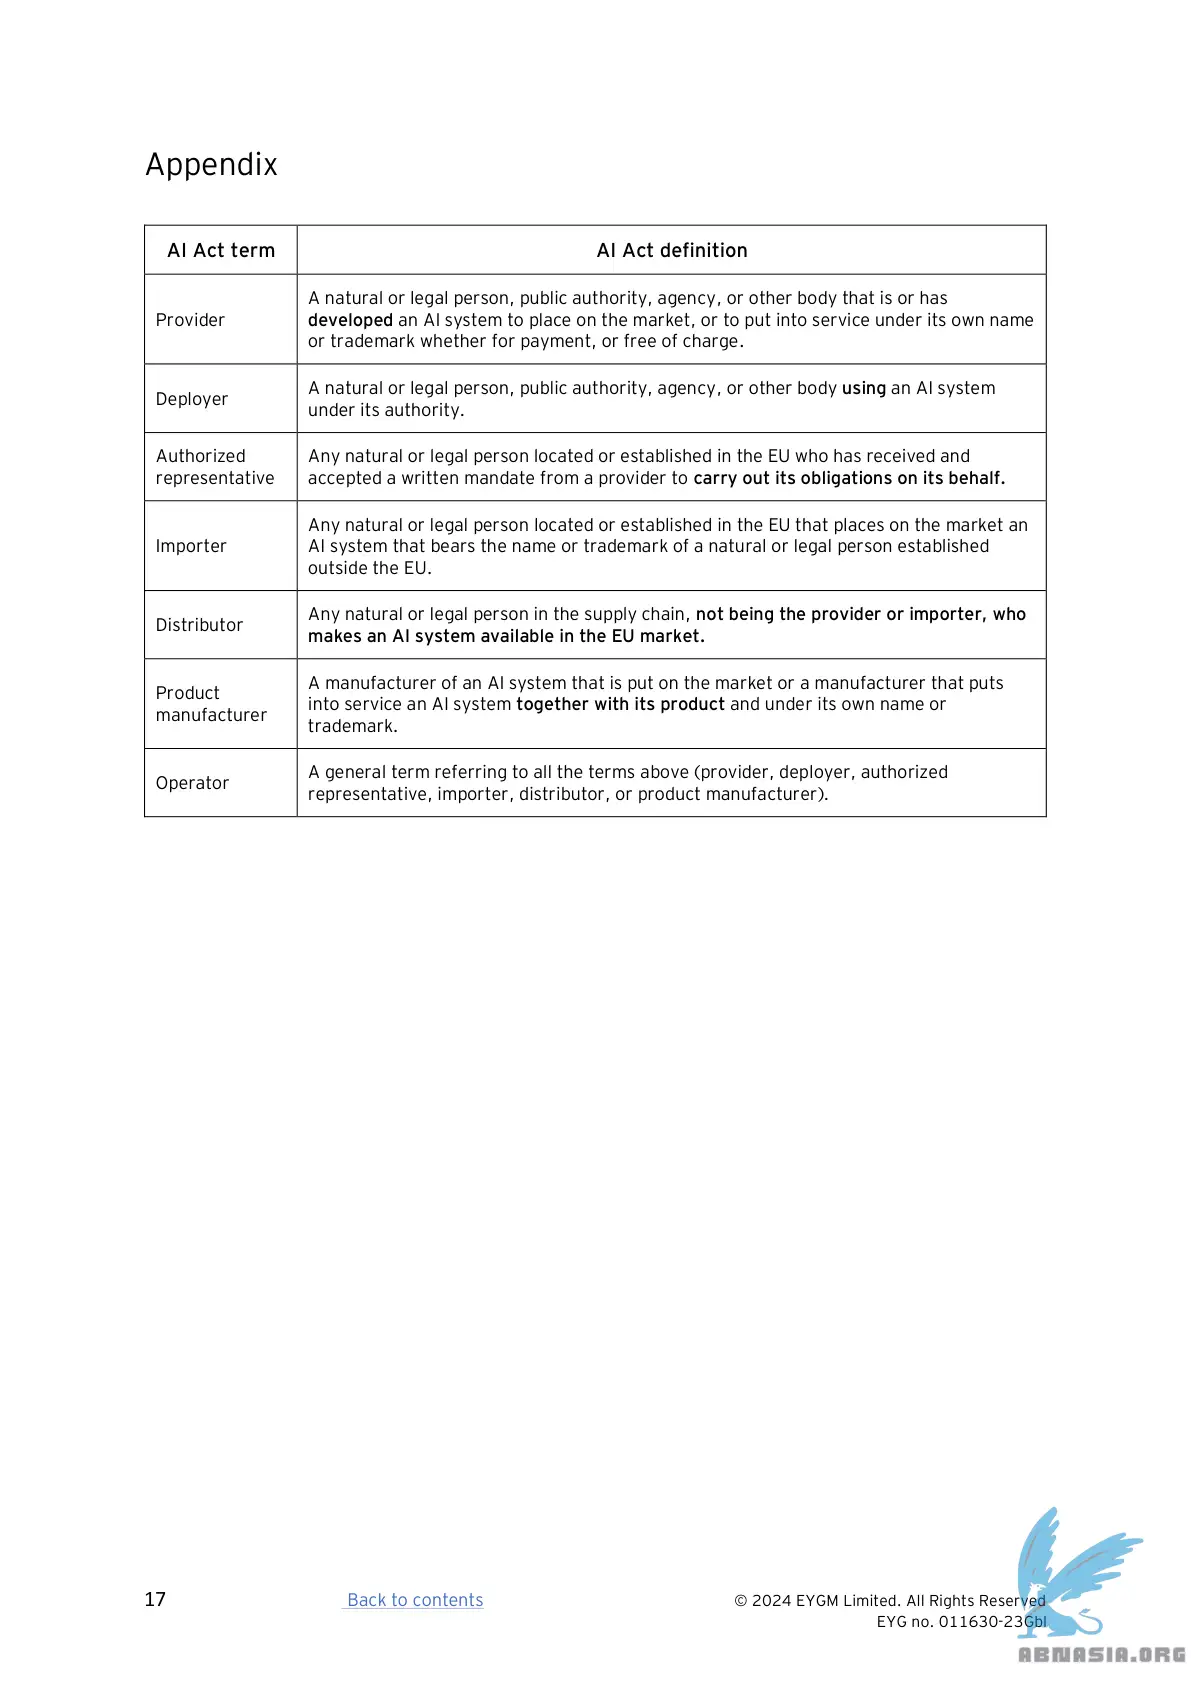 Appendix
AI Act term
AI Act definition
Provider
A natural or legal person, public authority, agency, or other body that is or has
developed an AI system to place on the market, or to put into service under its own name
or trademark whether for payment, or free of charge.
Deployer
A natural or legal person, public authority, agency, or other body using an AI system
under its authority.
Authorized
representative
Any natural or legal person located or established in the EU who has received and
accepted a written mandate from a provider to carry out its obligations on its behalf.
Importer
Any natural or legal person located or established in the EU that places on the market an
AI system that bears the name or trademark of a natural or legal person established
outside the EU.
Distributor
Any natural or legal person in the supply chain, not being the provider or importer, who
makes an AI system available in the EU market.
Product
manufacturer
A manufacturer of an AI system that is put on the market or a manufacturer that puts
into service an AI system together with its product and under its own name or
trademark.
Operator
A general term referring to all the terms above (provider, deployer, authorized
representative, importer, distributor, or product manufacturer).
17
Back to contents
© 2024 EYGM Limited. All Rights Reserved
EYG no. 011630-23Gbl
ABNASIA.ORG